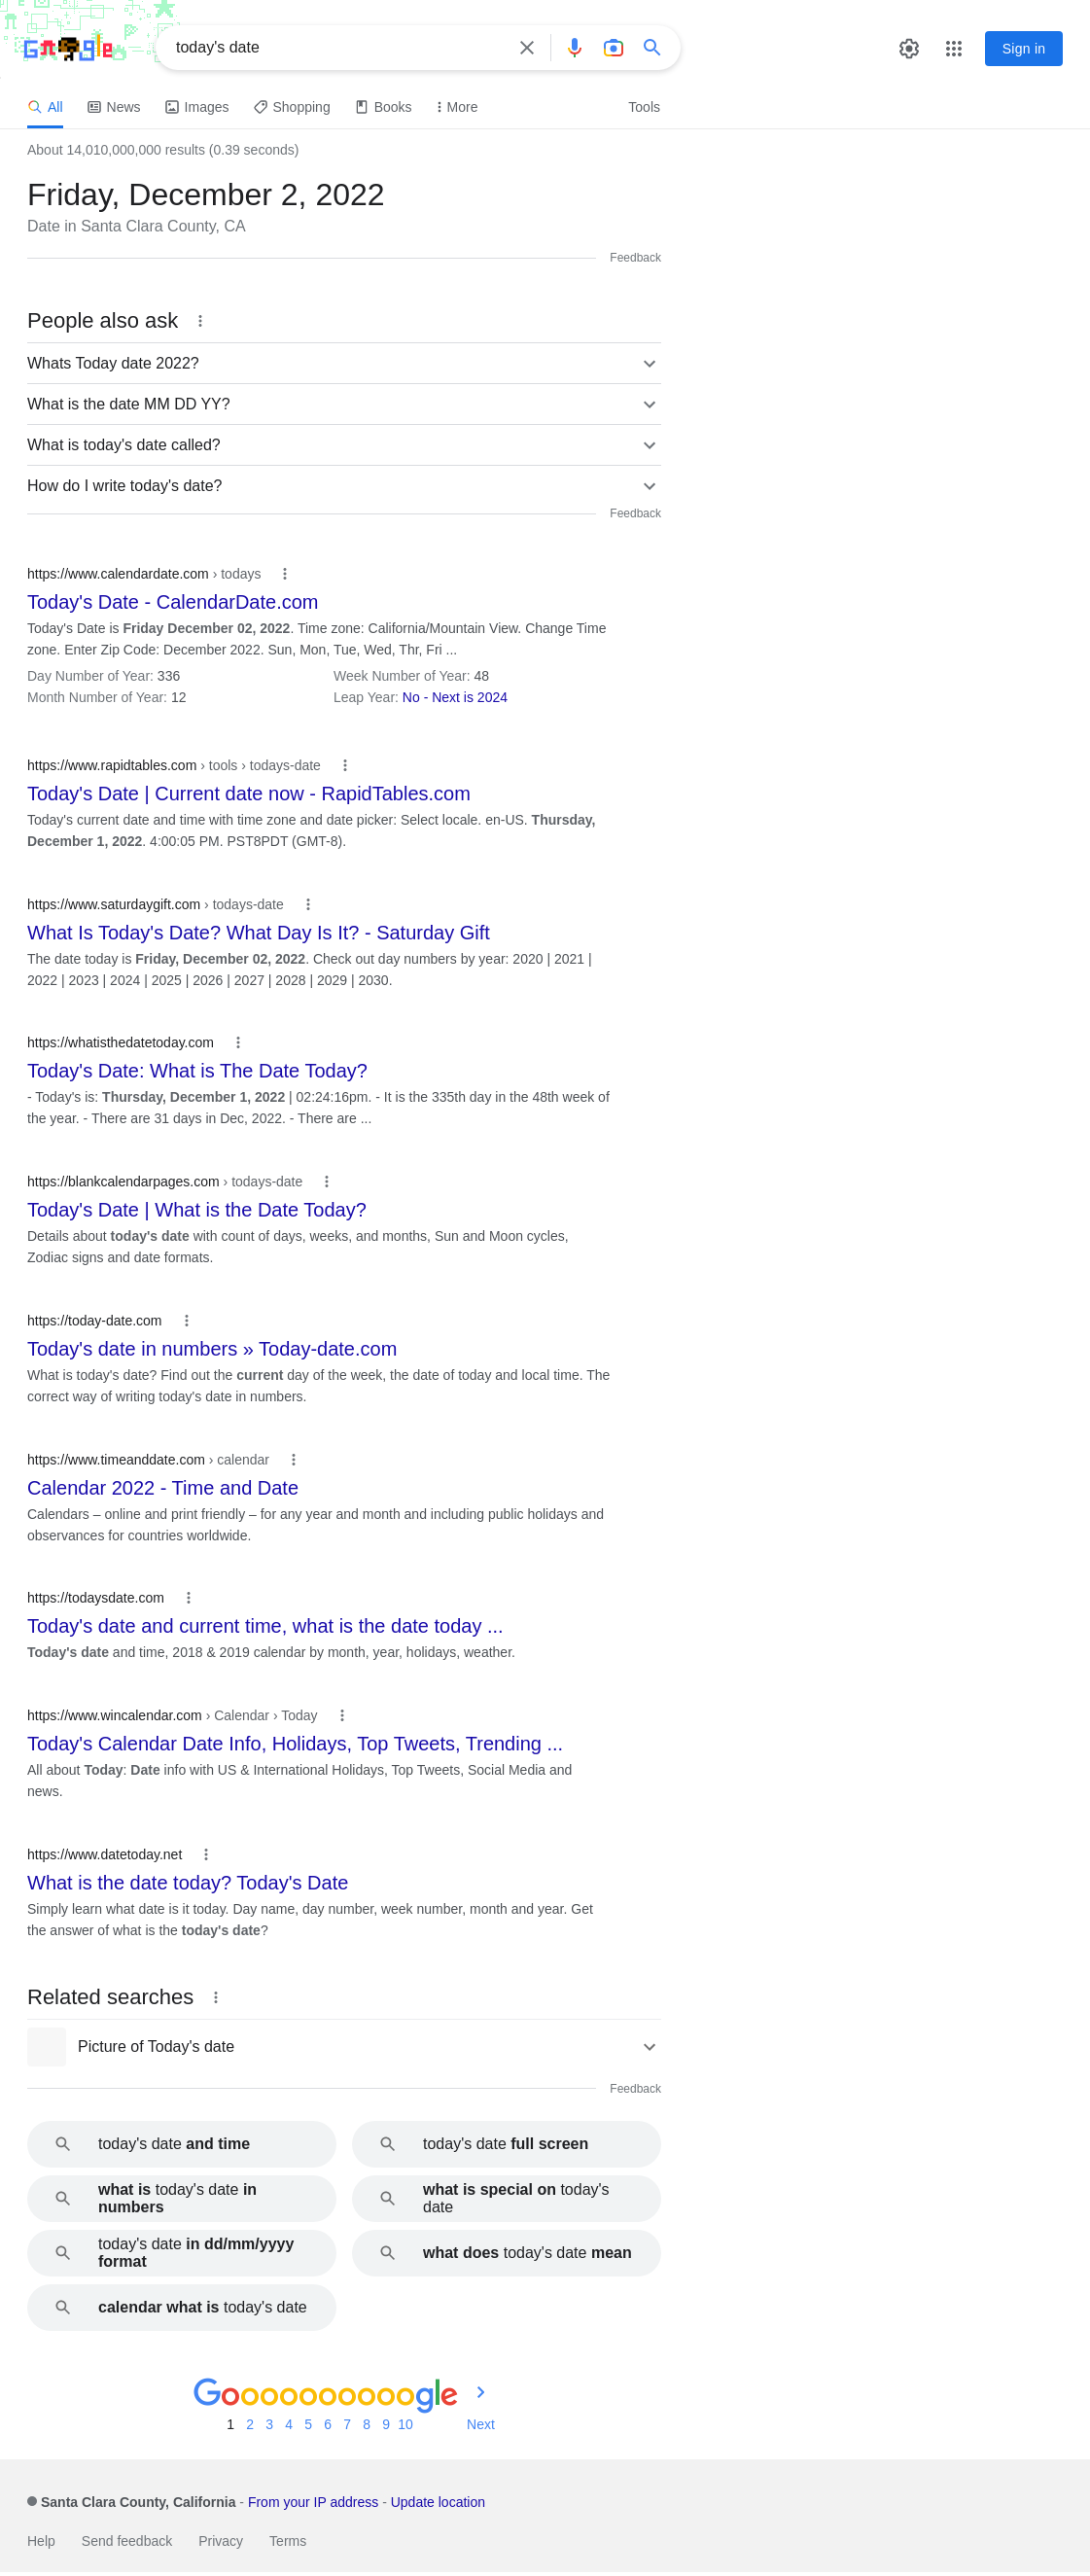 Google
today's date
Sign in
All
News
Images
Shopping
Books
More
Tools
About 14,010,000,000 results (0.39 seconds)
Friday, December 2, 2022
Date in Santa Clara County, CA
Feedback
People also ask
Whats Today date 2022?
What is the date MM DD YY?
What is today's date called?
How do I write today's date?
Feedback
https://www.calendardate.com › todays
Today's Date - CalendarDate.com
Today's Date is Friday December 02, 2022. Time zone: California/Mountain View. Change Time
zone. Enter Zip Code: December 2022. Sun, Mon, Tue, Wed, Thr, Fri ...
Day Number of Year: 336
Week Number of Year: 48
Month Number of Year: 12
Leap Year: No - Next is 2024
https://www.rapidtables.com › tools › todays-date
Today's Date | Current date now - RapidTables.com
Today's current date and time with time zone and date picker: Select locale. en-US. Thursday,
December 1, 2022. 4:00:05 PM. PST8PDT (GMT-8).
https://www.saturdaygift.com › todays-date
What Is Today's Date? What Day Is It? - Saturday Gift
The date today is Friday, December 02, 2022. Check out day numbers by year: 2020 | 2021 |
2022 | 2023 | 2024 | 2025 | 2026 | 2027 | 2028 | 2029 | 2030.
https://whatisthedatetoday.com
Today's Date: What is The Date Today?
- Today's is: Thursday, December 1, 2022 | 02:24:16pm. - It is the 335th day in the 48th week of
the year. - There are 31 days in Dec, 2022. - There are ...
https://blankcalendarpages.com › todays-date
Today's Date | What is the Date Today?
Details about today's date with count of days, weeks, and months, Sun and Moon cycles,
Zodiac signs and date formats.
https://today-date.com
Today's date in numbers » Today-date.com
What is today's date? Find out the current day of the week, the date of today and local time. The
correct way of writing today's date in numbers.
https://www.timeanddate.com › calendar
Calendar 2022 - Time and Date
Calendars – online and print friendly – for any year and month and including public holidays and
observances for countries worldwide.
https://todaysdate.com
Today's date and current time, what is the date today ...
Today's date and time, 2018 & 2019 calendar by month, year, holidays, weather.
https://www.wincalendar.com › Calendar › Today
Today's Calendar Date Info, Holidays, Top Tweets, Trending ...
All about Today: Date info with US & International Holidays, Top Tweets, Social Media and
news.
https://www.datetoday.net
What is the date today? Today's Date
Simply learn what date is it today. Day name, day number, week number, month and year. Get
the answer of what is the today's date?
Related searches
Picture of Today's date
Feedback
today's date and time
today's date full screen
what is today's date in
numbers
what is special on today's
date
today's date in dd/mm/yyyy
format
what does today's date mean
calendar what is today's date
Goooooooooogle
1 2 3 4 5 6 7 8 9 10 Next
Santa Clara County, California - From your IP address - Update location
Help Send feedback Privacy Terms